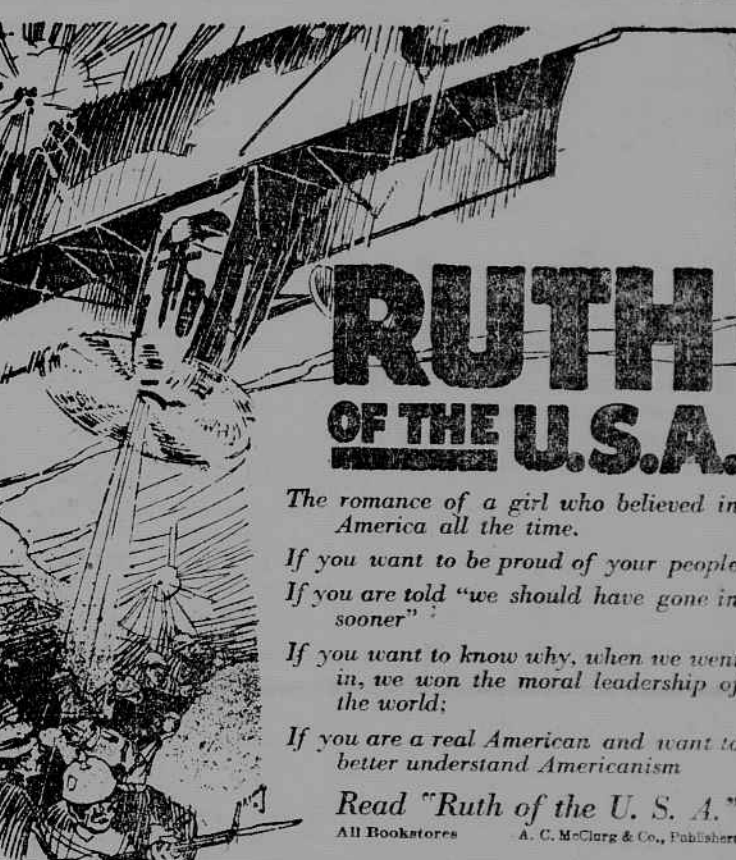 RUTH
OF THE U.S.A.
The romance of a girl who believed in
America all the time.
If you want to be proud of your people
If you are told "we should have gone in
sooner"
If you want to know why, when we went
in, we won the moral leadership of
the world;
If you are a real American and want to
better understand Americanism
Read "Ruth of the U. S. A."
All Bookstores A. C. McClurg & Co., Publishers